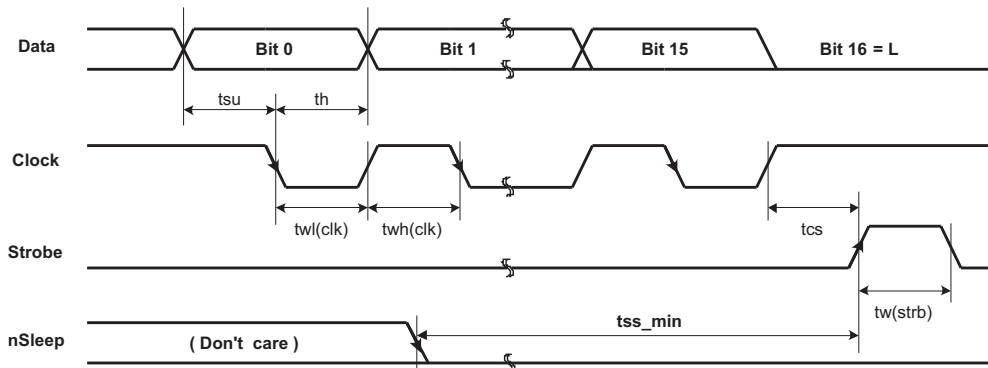 Data
Bit 0
Bit 1
Bit 15
Bit 16 = L
tsu
th
Clock
twl(clk)
twh(clk)
tcs
Strobe
tw(strb)
tss_min
nSleep
( Don't care )